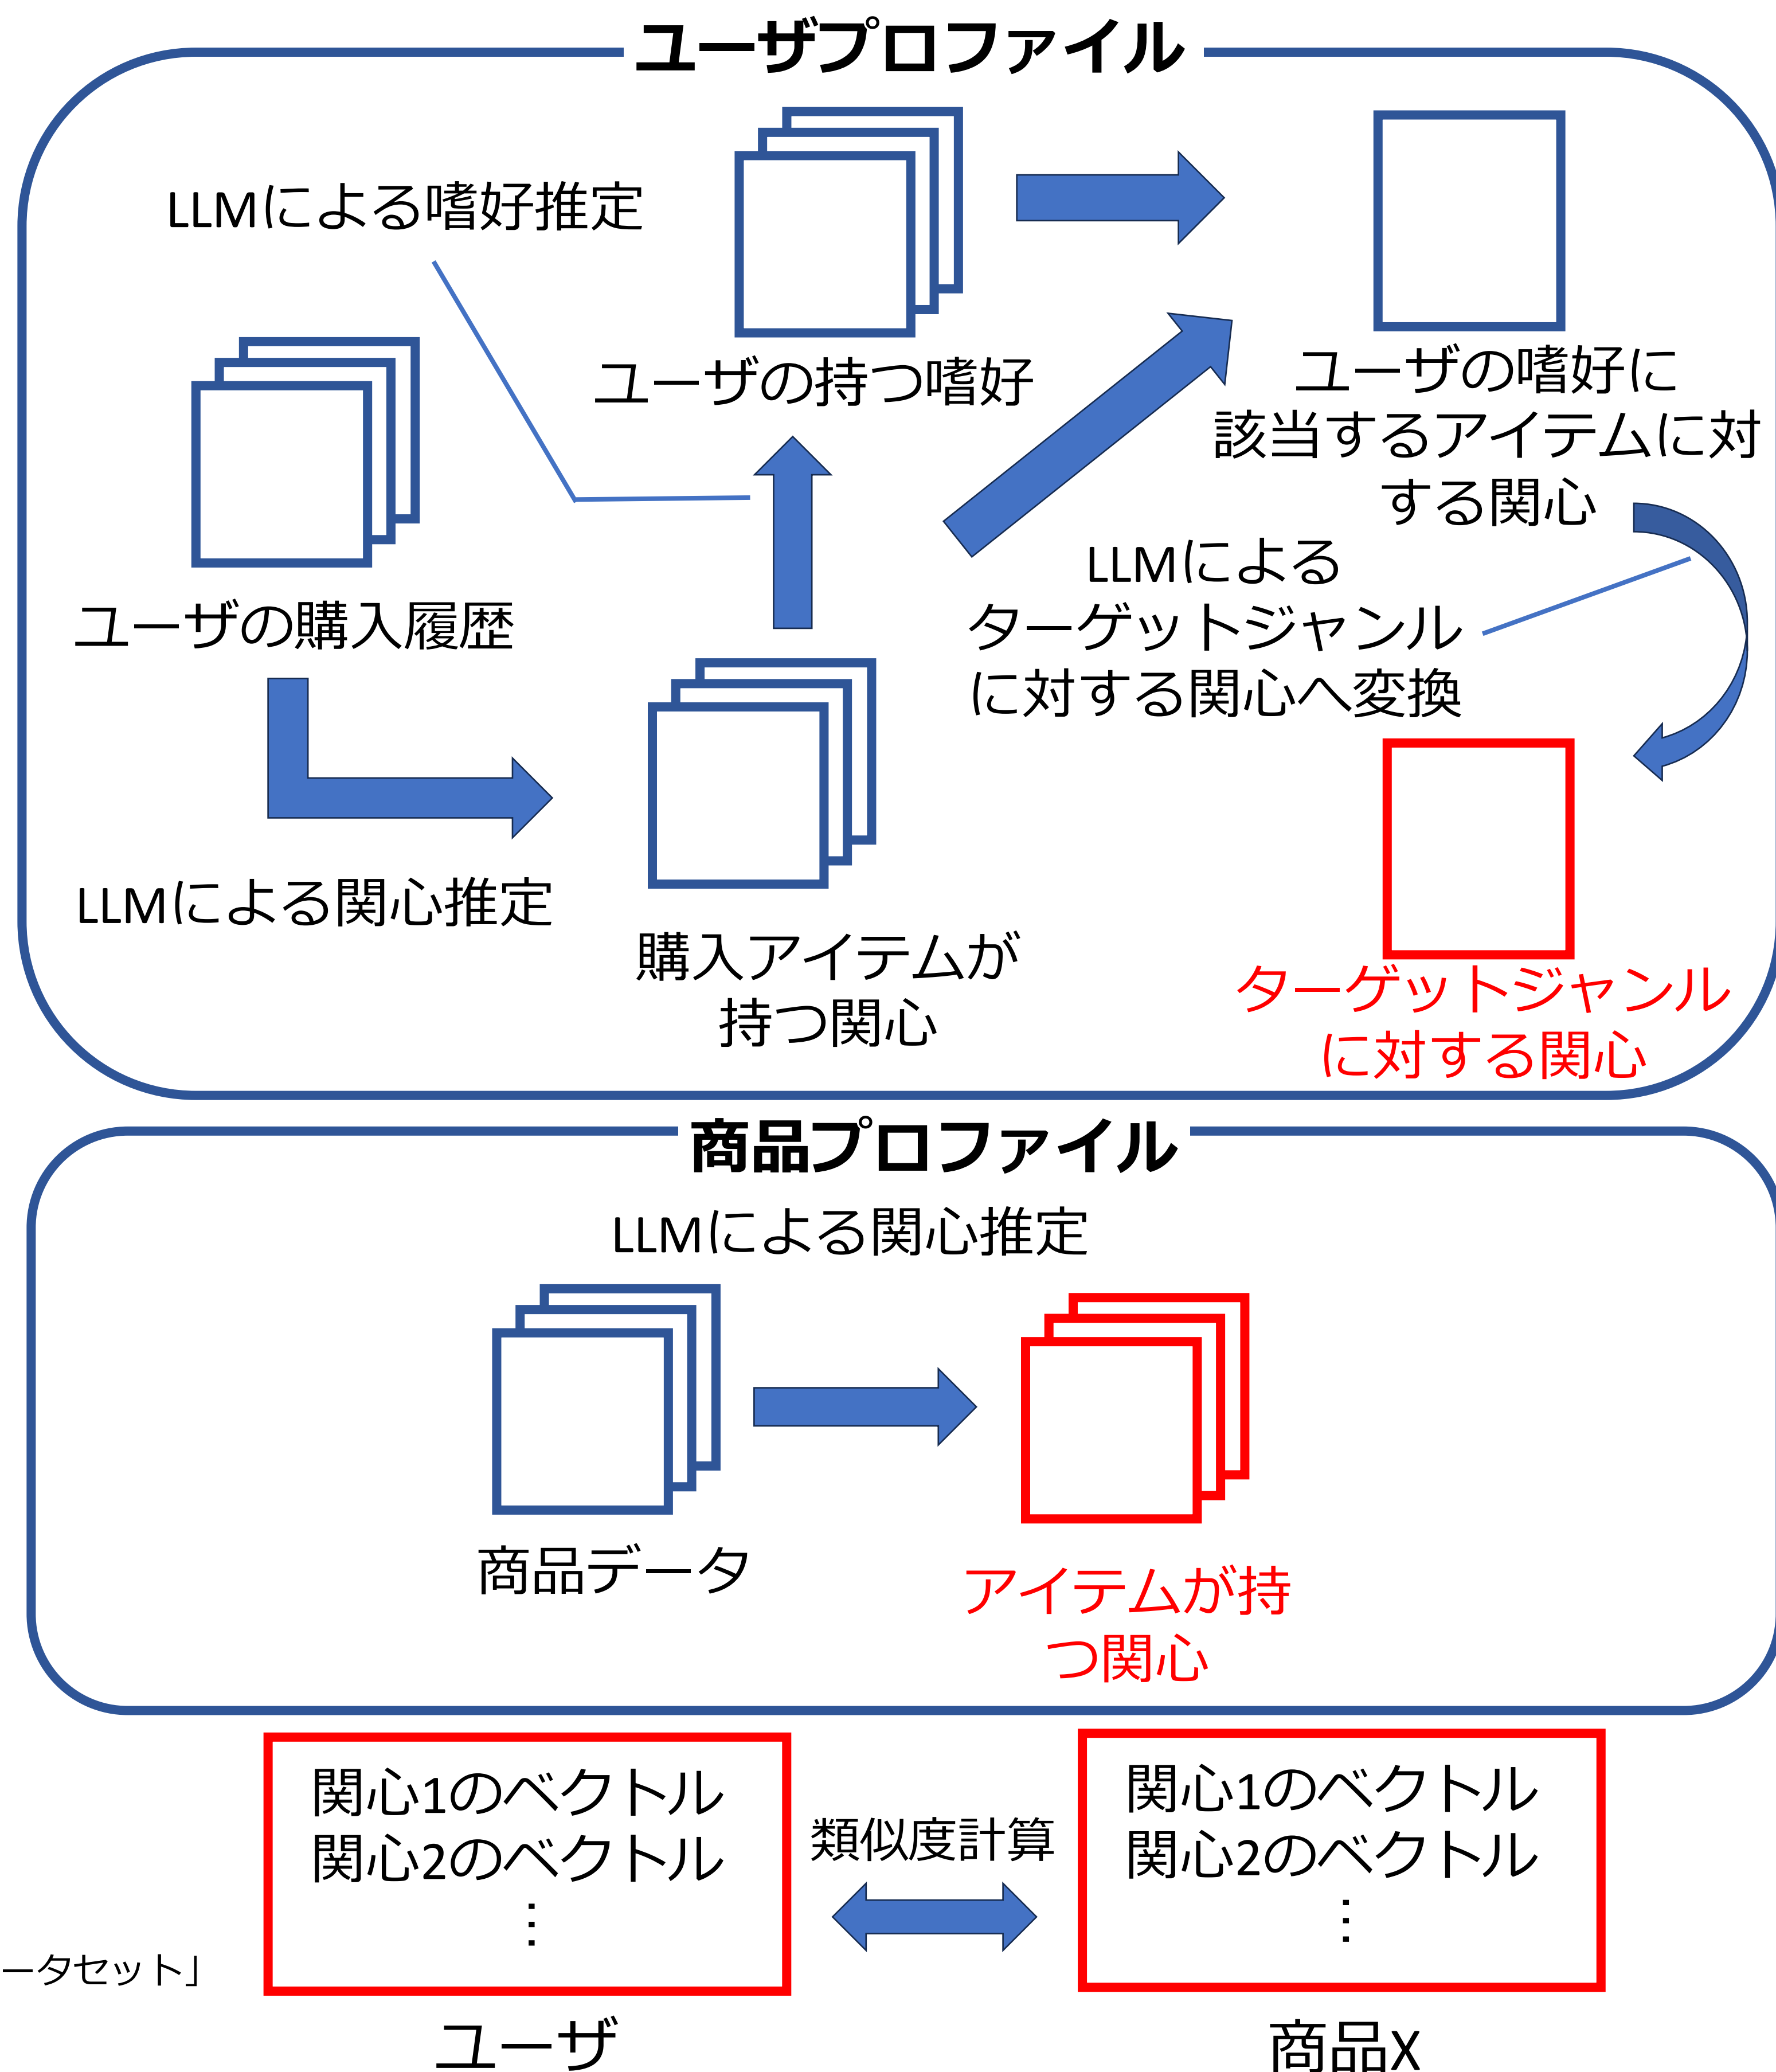 ユーザプロファイル
LLMによる嗜好推定
ユーザの持つ嗜好
ユーザの嗜好に
該当するアイテムに対
する関心
ユーザの購入履歴
LLMによる
ターゲットジャンル
に対する関心へ変換
LLMによる関心推定
購入アイテムが
持つ関心
ターゲットジャンル
に対する関心
商品プロファイル
LLMによる関心推定
商品データ
アイテムが持
つ関心
関心1のベクトル
関心2のベクトル
⋮
類似度計算
関心1のベクトル
関心2のベクトル
⋮
ータセット」
ユーザ
商品X